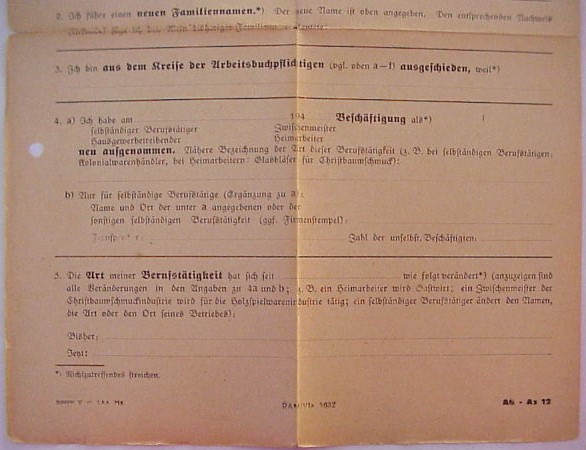 2. Ich führe einen neuen Familiennamen.*) Der neue Name ist oben angegeben. Den entsprechenden Nachweis
3. Ich bin aus dem Kreise der Arbeitsbuchpflichtigen (vgl. oben a—f) ausgeschieden, weil*)
4. a) Ich habe am 194 Beschäftigung als*)
selbständiger Berufstätiger Zwischenmeister
Hausgewerbetreibender Heimarbeiter
neu aufgenommen. Nähere Bezeichnung der Art dieser Berufstätigkeit (z. B. bei selbständigen Berufstätigen:
Kolonialwarenhändler, bei Heimarbeitern: Glasbläser für Christbaumschmuck):
b) Nur für selbständige Berufstätige (Ergänzung zu a):
Name und Ort der unter a angegebenen oder der
sonstigen selbständigen Berufstätigkeit (ggf. Firmenstempel):
Fernsprecher: Zahl der unselbst. Beschäftigten:
5. Die Art meiner Berufstätigkeit hat sich seit wie folgt verändert*) (anzuzeigen sind
alle Veränderungen in den Angaben zu 4a und b; z. B. ein Heimarbeiter wird Gastwirt; ein Zwischenmeister der
Christbaumschmuckindustrie wird für die Holzspielwarenindustrie tätig; ein selbständiger Berufstätiger ändert den Namen,
die Art oder den Ort seines Betriebes):
Bisher:
Jetzt:
*) Nichtzutreffendes streichen.
5632 Ab - As 12